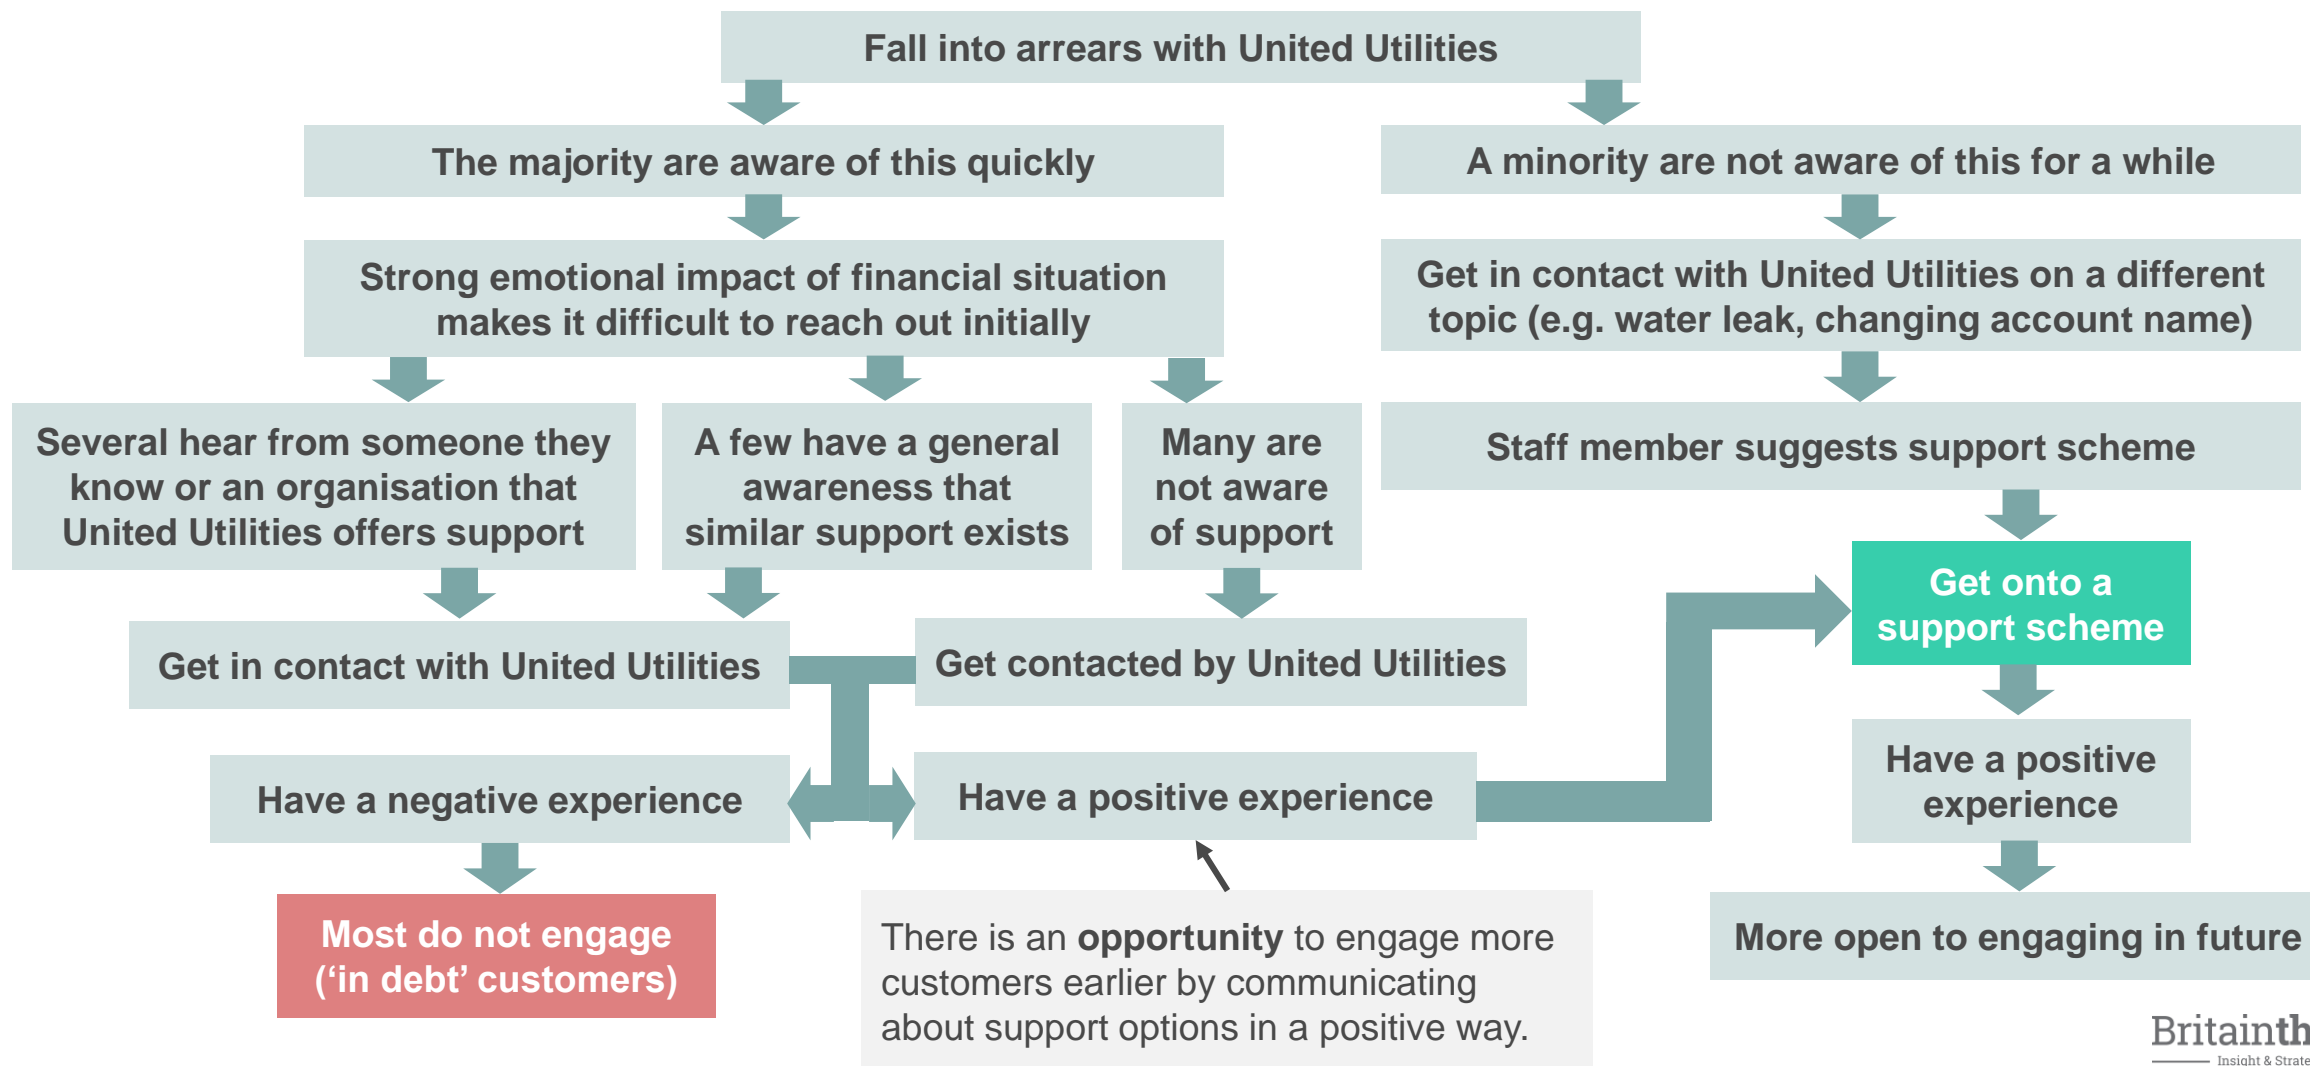 Fall into arrears with United Utilities
The majority are aware of this quickly
A minority are not aware of this for a while
Strong emotional impact of financial situation
makes it difficult to reach out initially
Get in contact with United Utilities on a different
topic (e.g. water leak, changing account name)
Several hear from someone they
know or an organisation that
United Utilities offers support
A few have a general
awareness that
similar support exists
Many are
not aware
of support
Staff member suggests support scheme
Get onto a
support scheme
Get in contact with United Utilities
Get contacted by United Utilities
Have a negative experience
Have a positive experience
Have a positive
experience
Most do not engage
(‘in debt’ customers)
There is an opportunity to engage more
customers earlier by communicating
about support options in a positive way.
More open to engaging in future
Britainth
Insight & Strate